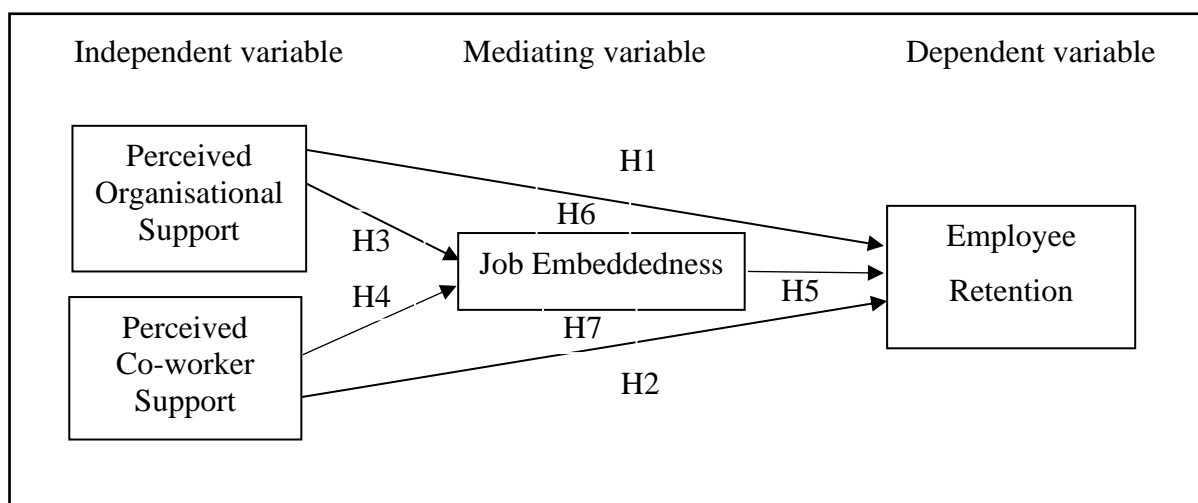 Independent variable
Mediating variable
Dependent variable
Perceived
Organisational
Support
H1
H6
H3
Job Embeddedness
Employee
Retention
H4
H5
Perceived
Co-worker
Support
H7
H2